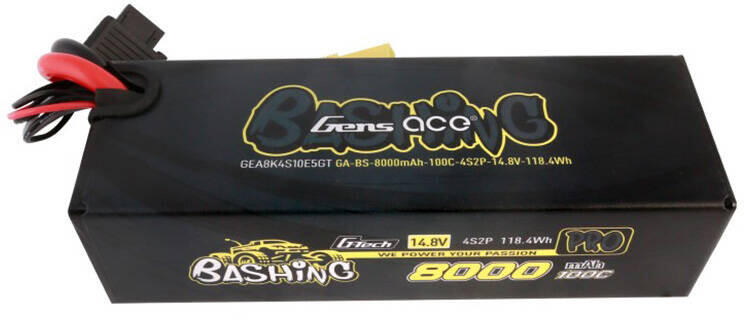 BASHING
Gens ace®
GEA8K4S10E5GT GA-BS-8000mAh-100C-4S2P-14.8V-118.4Wh
G-Tech 14.8V 4S2P 118.4Wh PRO
WE POWER YOUR PASSION
BASHING 8000 mAh
100C